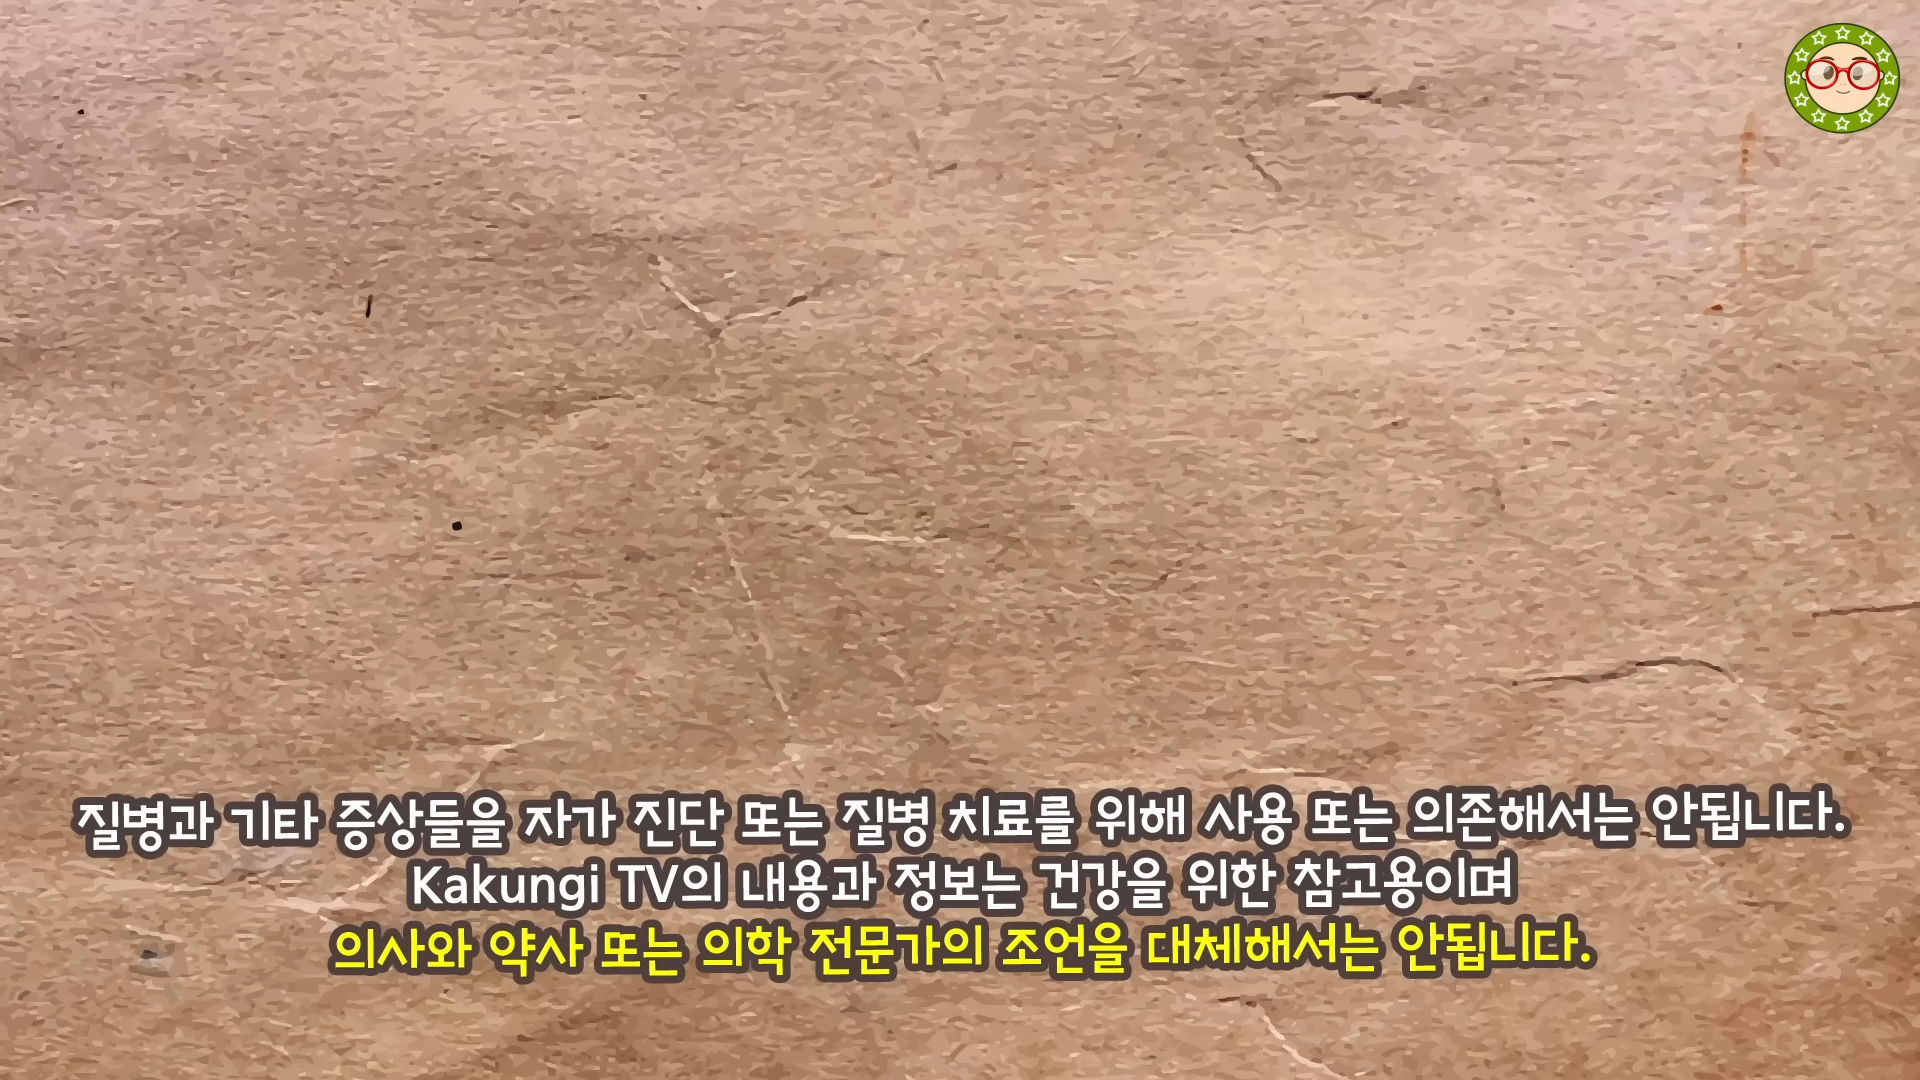 질병과 기타 증상들을 자가 진단 또는 질병 치료를 위해 사용 또는 의존해서는 안됩니다.
Kakungi TV의 내용과 정보는 건강을 위한 참고용이며
의사와 약사 또는 의학 전문가의 조언을 대체해서는 안됩니다.